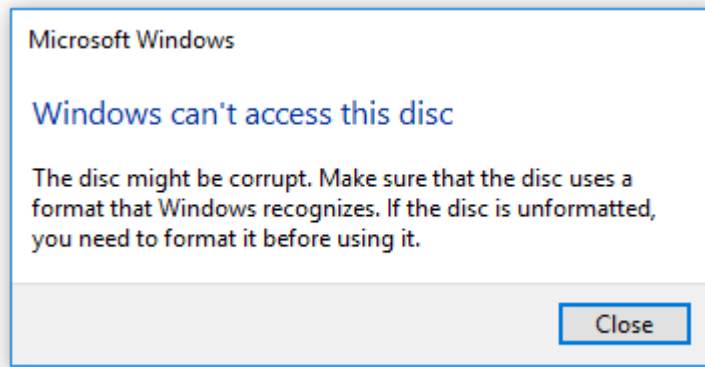 Microsoft Windows
Windows can't access this disc
The disc might be corrupt. Make sure that the disc uses a
format that Windows recognizes. If the disc is unformatted,
you need to format it before using it.
Close